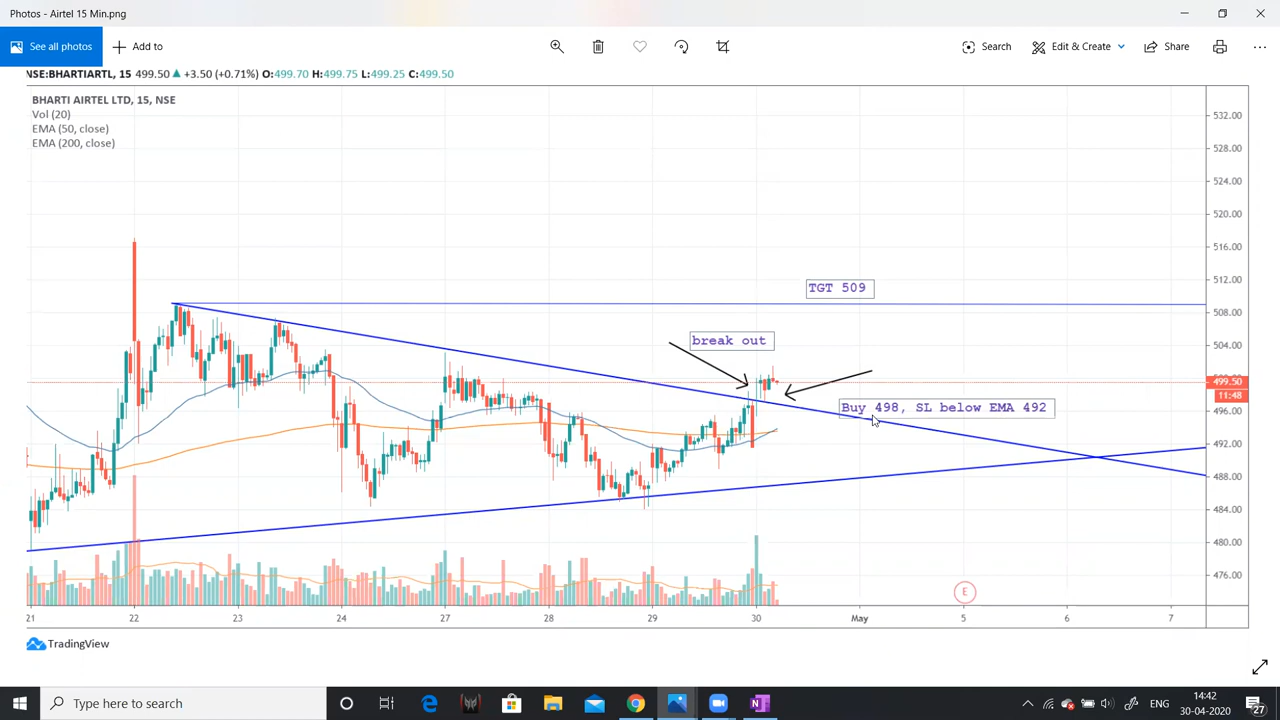 Photos - Airtel 15 Min.png
See all photos
Add to
Search
Edit & Create
Share
NSE:BHARTIARTL, 15 499.50 ▲ +3.50 (+0.71%) O:499.70 H:499.75 L:499.25 C:499.50
BHARTI AIRTEL LTD, 15, NSE
Vol (20)
EMA (50, close)
EMA (200, close)
532.00
528.00
524.00
520.00
516.00
512.00
508.00
504.00
499.50
11:48
496.00
492.00
488.00
484.00
480.00
476.00
TGT 509
break out
Buy 498, SL below EMA 492
E
21 22 23 24 27 28 29 30 May 5 6 7
TradingView
Type here to search
ENG
14:42
30-04-2020
27